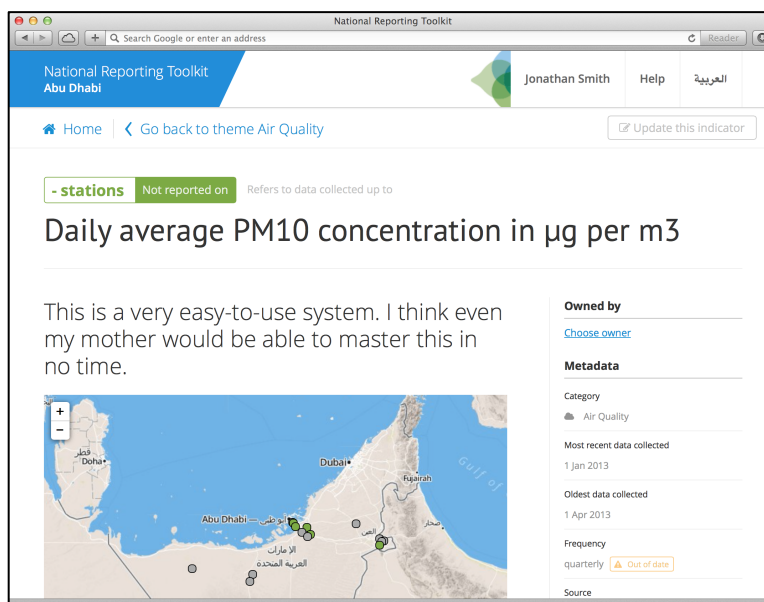 National Reporting Toolkit
Search Google or enter an address
Reader
National Reporting Toolkit
Abu Dhabi
Jonathan Smith
Help
العربية
Home
Go back to theme Air Quality
Update this indicator
- stations
Not reported on
Refers to data collected up to
Daily average PM10 concentration in µg per m3
This is a very easy-to-use system. I think even
my mother would be able to master this in
no time.
+
−
قطر
Doha
Dubai
Fujairah
Gulf of
Abu Dhabi — أبو ظبي
العين
صحار
الإمارات
العربية المتحدة
Owned by
Choose owner
Metadata
Category
Air Quality
Most recent data collected
1 Jan 2013
Oldest data collected
1 Apr 2013
Frequency
quarterly
Out of date
Source